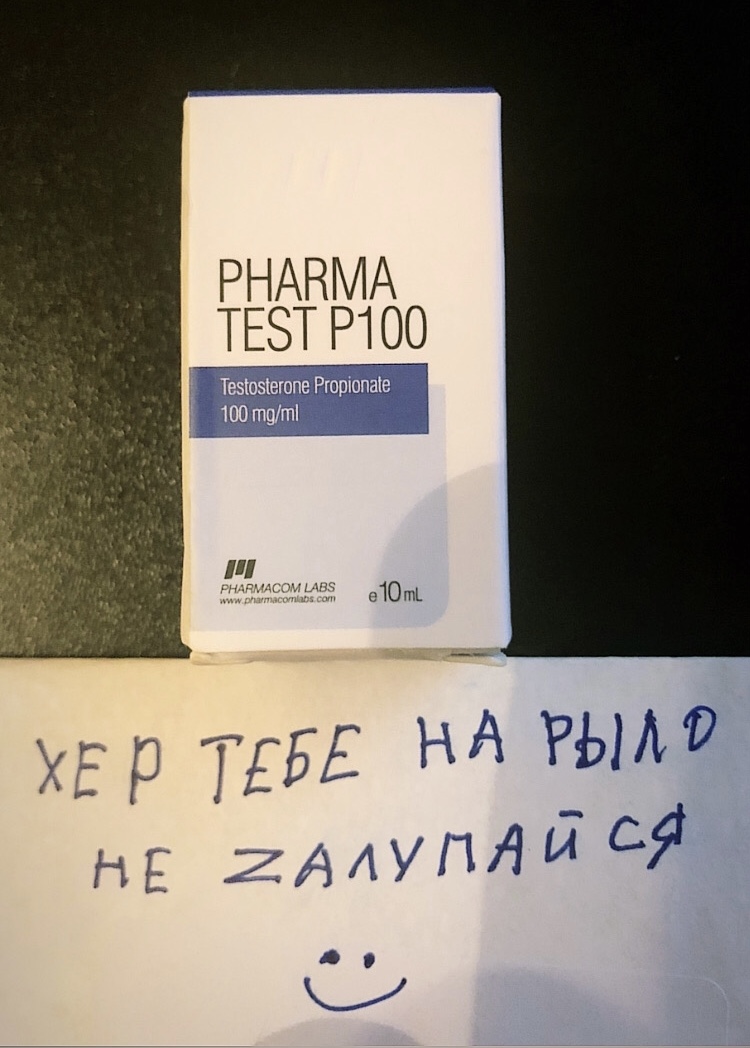 PHARMA
TEST P100
Testosterone Propionate
100 mg/ml
PHARMACOM LABS
www.pharmacomlabs.com
e10mL
ХЕР ТЕБЕ НА РЫЛО
НЕ ZАЛУПАЙСЯ